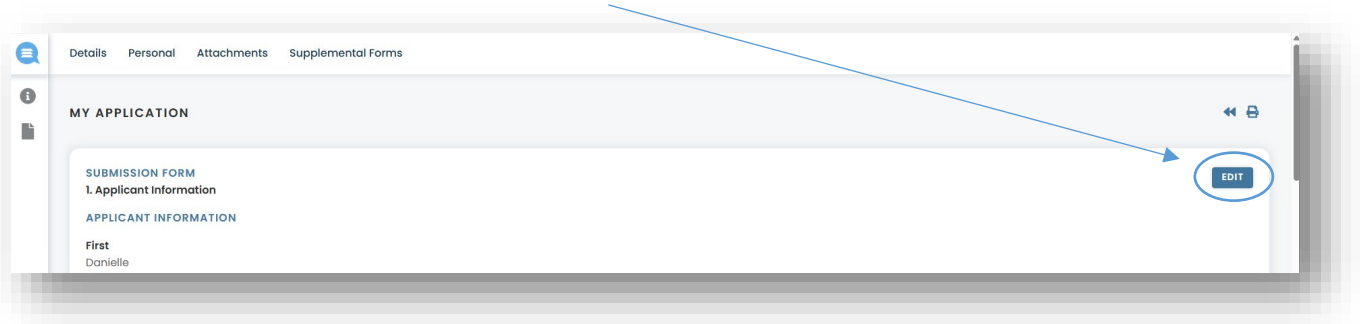 Details Personal Attachments Supplemental Forms
MY APPLICATION
SUBMISSION FORM
EDIT
1. Applicant Information
APPLICANT INFORMATION
First
Danielle